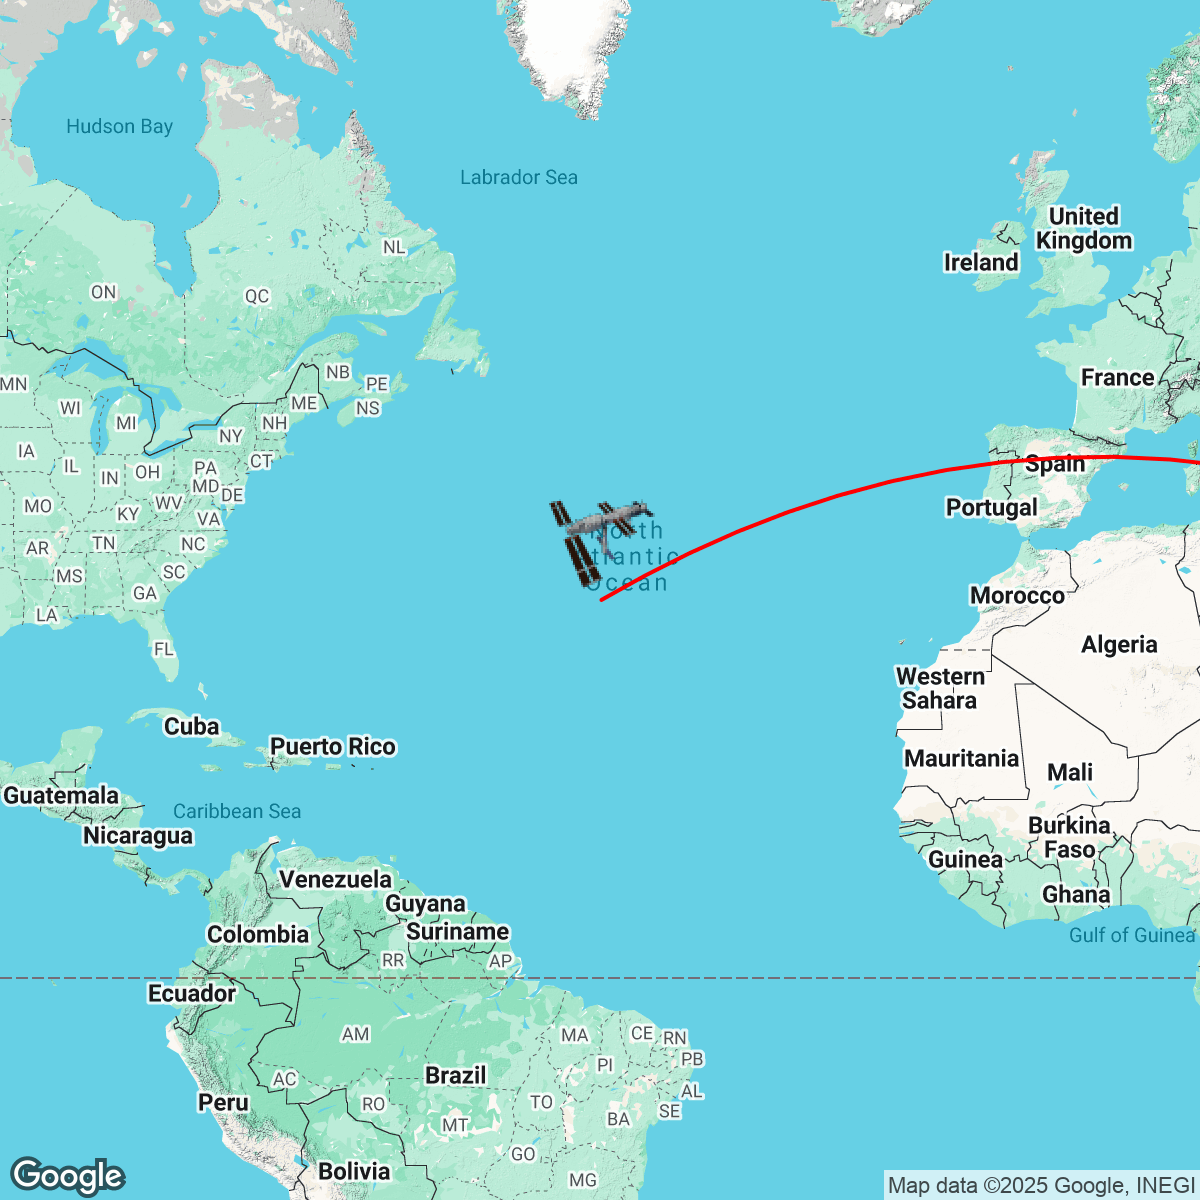 Hudson Bay
Labrador Sea
United
Kingdom
Ireland
NL
ON
QC
France
MN
WI
MI
NB
PE
ME
NS
NH
NY
CT
IA
IL
IN
OH
PA
MD
DE
WV
MO
KY
VA
Spain
Portugal
AR
TN
NC
MS
SC
GA
LA
FL
North
Atlantic
Ocean
Morocco
Algeria
Western
Sahara
Mauritania
Mali
Cuba
Puerto Rico
Guatemala
Caribbean Sea
Nicaragua
Burkina
Faso
Guinea
Ghana
Gulf of Guinea
Venezuela
Guyana
Suriname
Colombia
RR
AP
Ecuador
AM
MA
CE
RN
PI
PB
Brazil
AC
AL
Peru
RO
TO
SE
MT
BA
GO
Bolivia
MG
Google
Map data ©2025 Google, INEGI